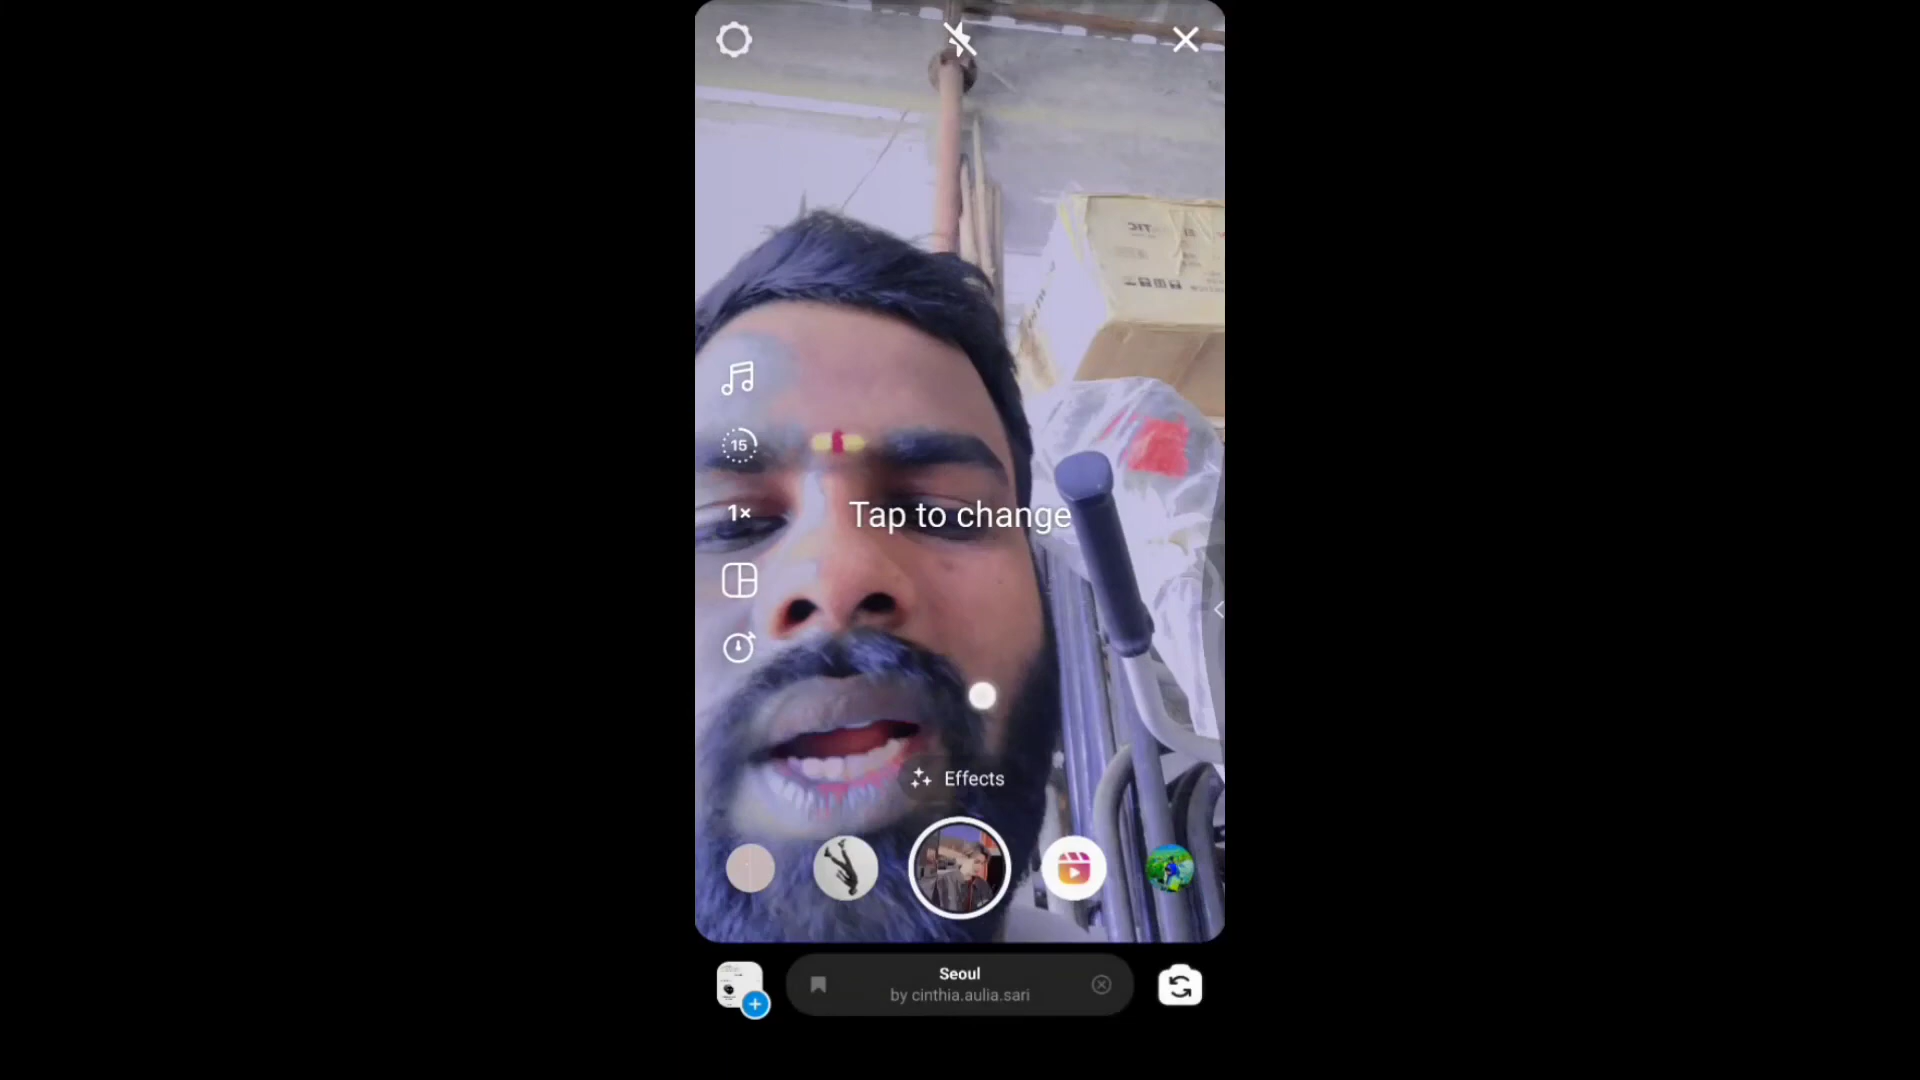 15
1×
Tap to change
Effects
Seoul
by cinthia.aulia.sari